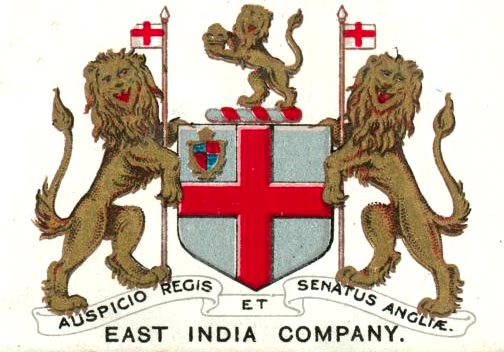 AUSPICIO REGIS ET SENATUS ANGLIÆ.
EAST INDIA COMPANY.